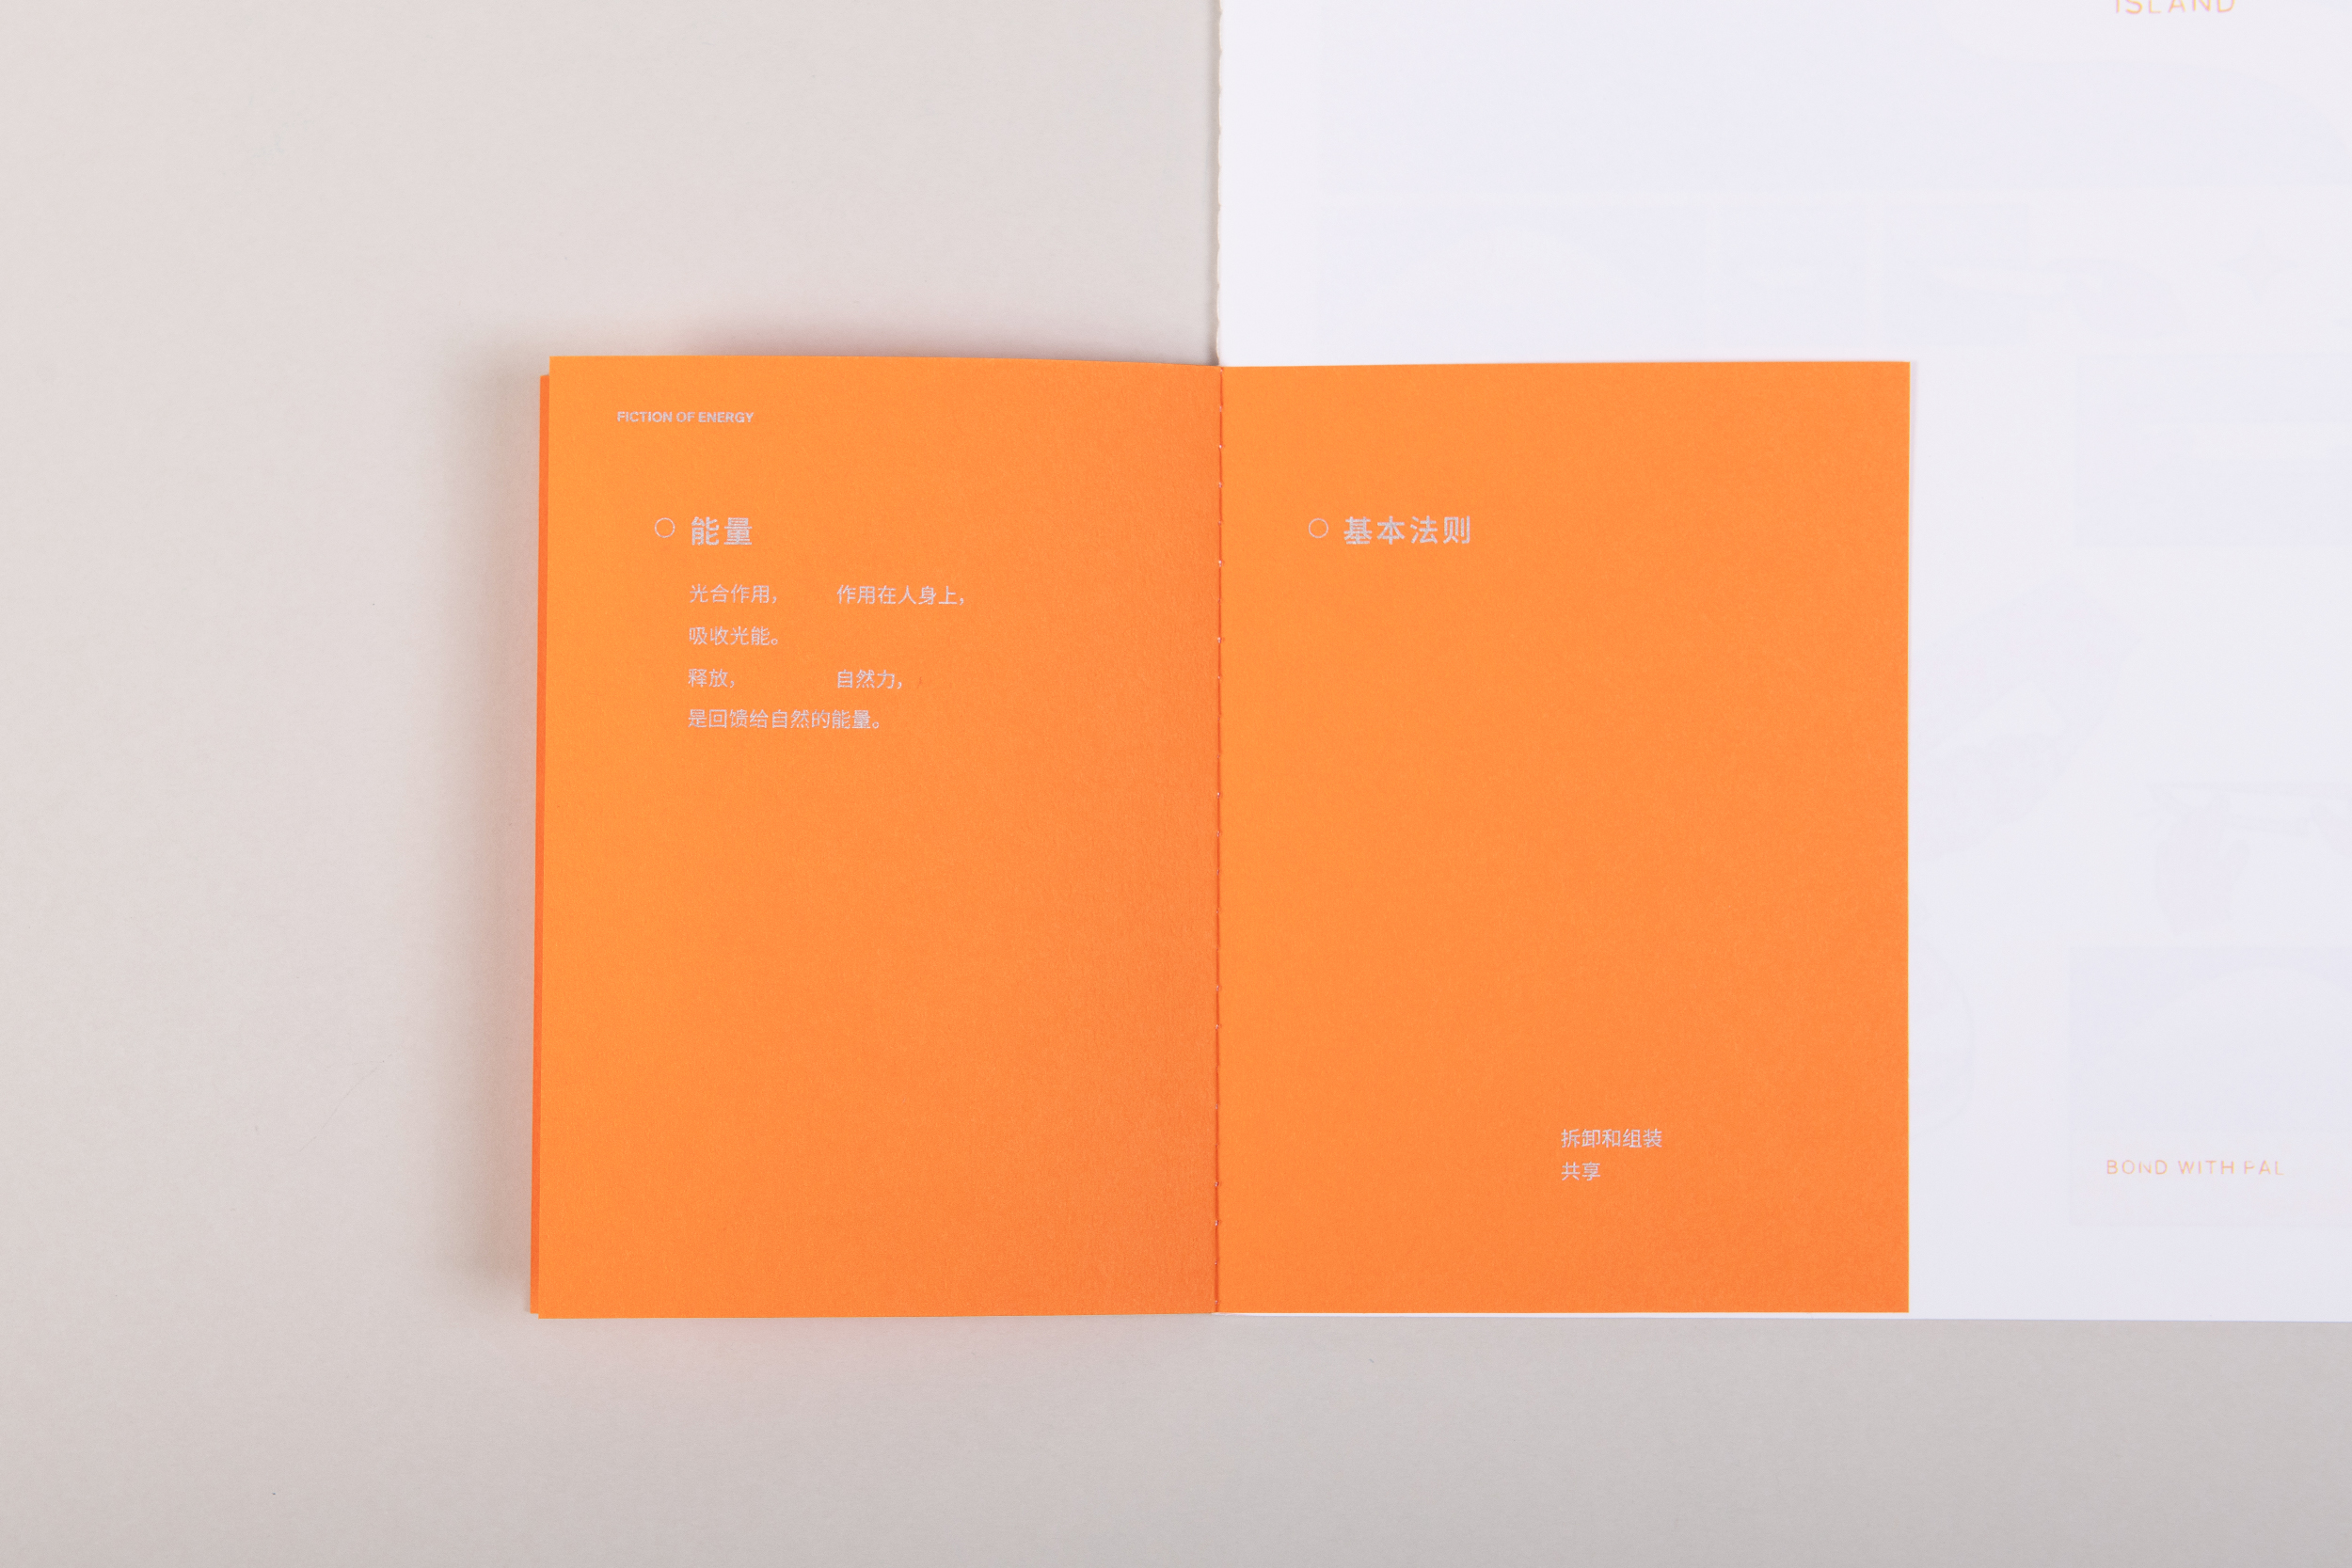 ISLAND
FICTION OF ENERGY
○ 能量
光合作用， 作用在人身上，
吸收光能。
释放， 自然力，
是回馈给自然的能量。
○ 基本法则
拆卸和组装
共享
BOND WITH PAL